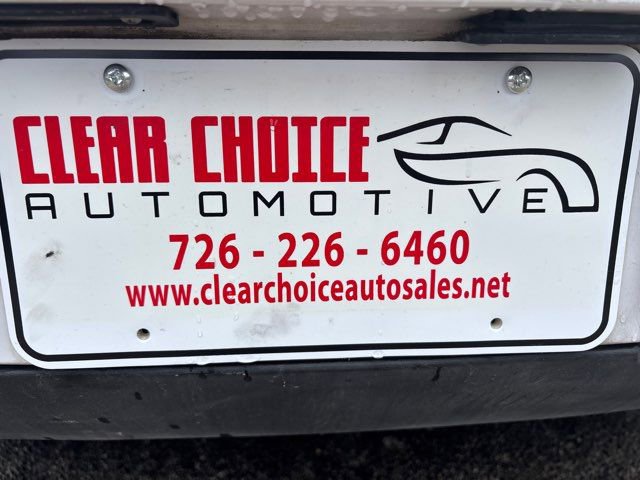 CLEAR CHOICE
AUTOMOTIVE
726 - 226 - 6460
www.clearchoiceautosales.net